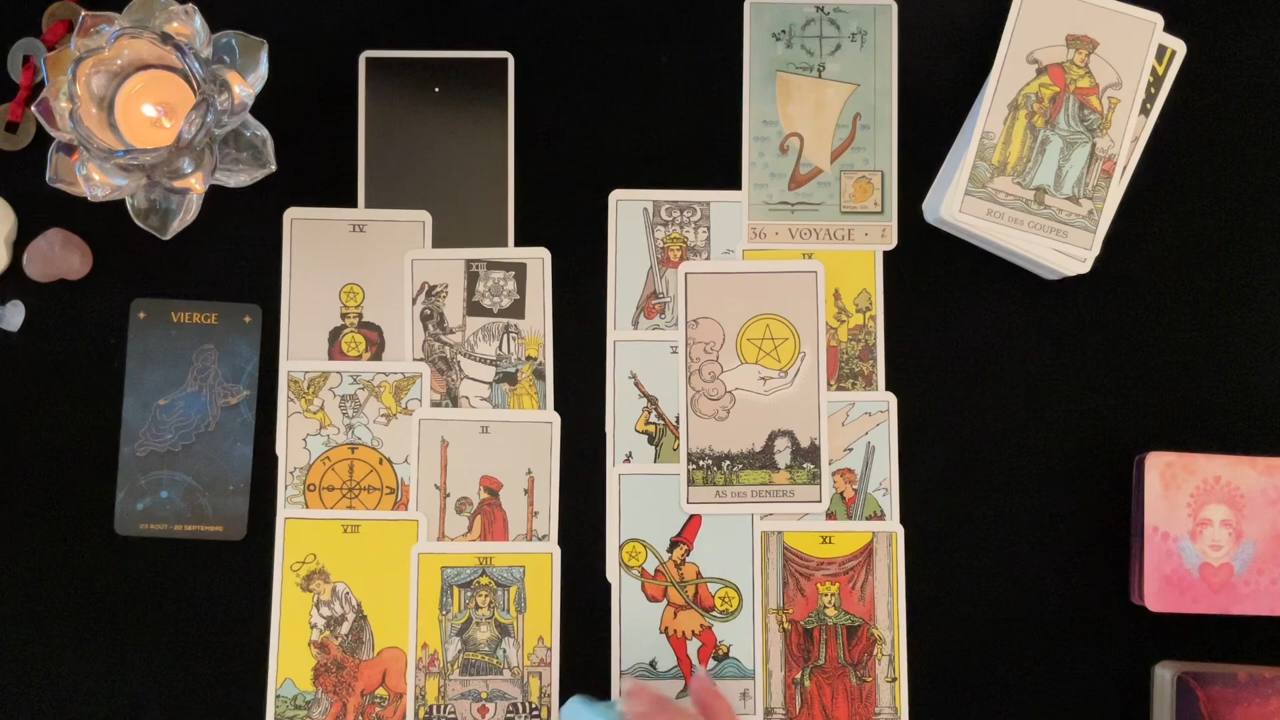 N
E
S
36 • VOYAGE •
ROI DES COUPES
VIERGE
23 AOÛT - 22 SEPTEMBRE
IV
XIII
X
II
VIII
VII
IX
V
AS DES DENIERS
XI